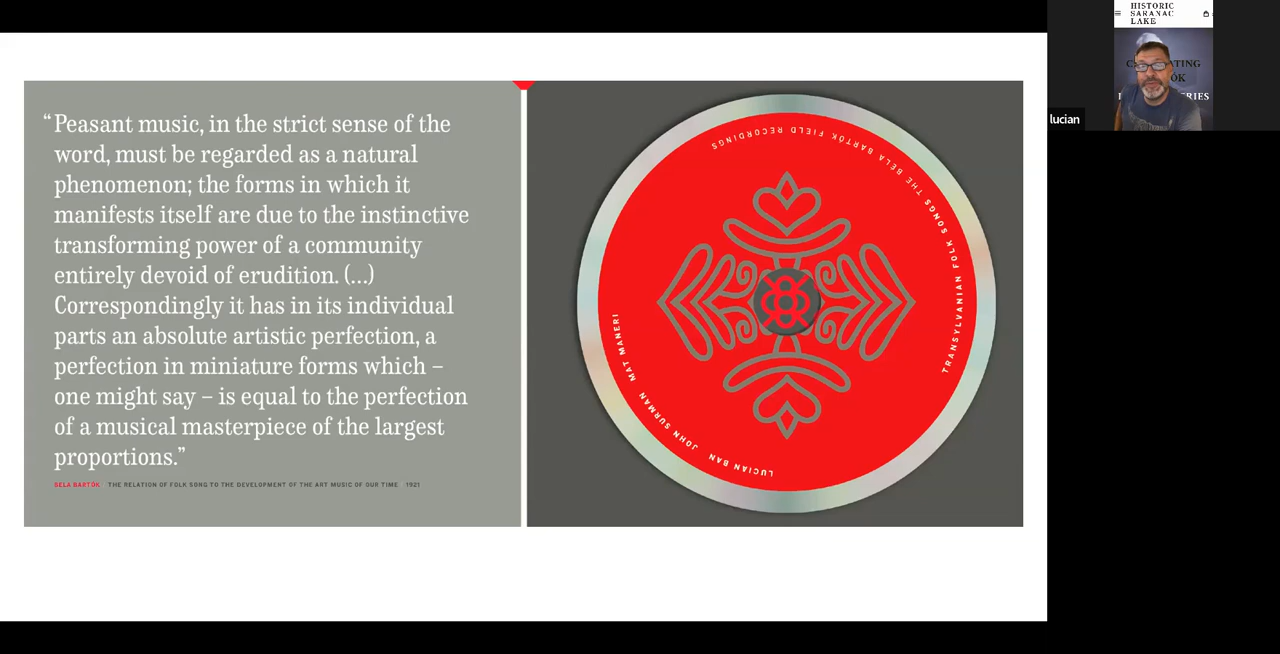 “Peasant music, in the strict sense of the
word, must be regarded as a natural
phenomenon; the forms in which it
manifests itself are due to the instinctive
transforming power of a community
entirely devoid of erudition. (...)
Correspondingly it has in its individual
parts an absolute artistic perfection, a
perfection in miniature forms which –
one might say – is equal to the perfection
of a musical masterpiece of the largest
proportions.”
BÉLA BARTÓK THE RELATION OF FOLK SONG TO THE DEVELOPMENT OF THE ART MUSIC OF OUR TIME 1921
TRANSYLVANIAN FOLK SONGS THE BELA BARTÓK FIELD RECORDINGS
LUCIAN BAN JOHN SURMAN MAT MANERI
HISTORIC
SARANAC
LAKE
lucian